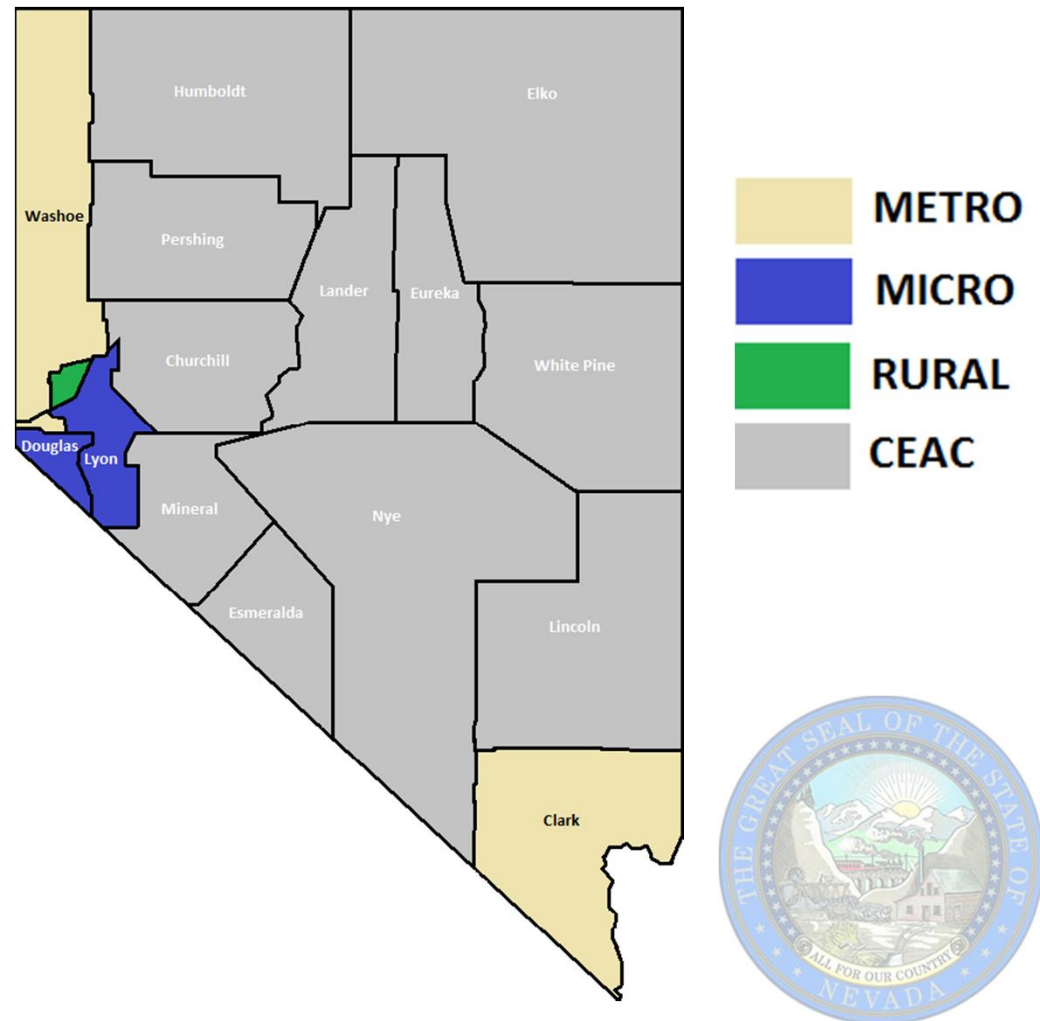 Humboldt
Elko
Washoe
Pershing
Lander
Eureka
Churchill
White Pine
Douglas
Lyon
Mineral
Nye
Esmeralda
Lincoln
Clark
METRO
MICRO
RURAL
CEAC
THE GREAT SEAL OF THE STATE OF
NEVADA
ALL FOR OUR COUNTRY